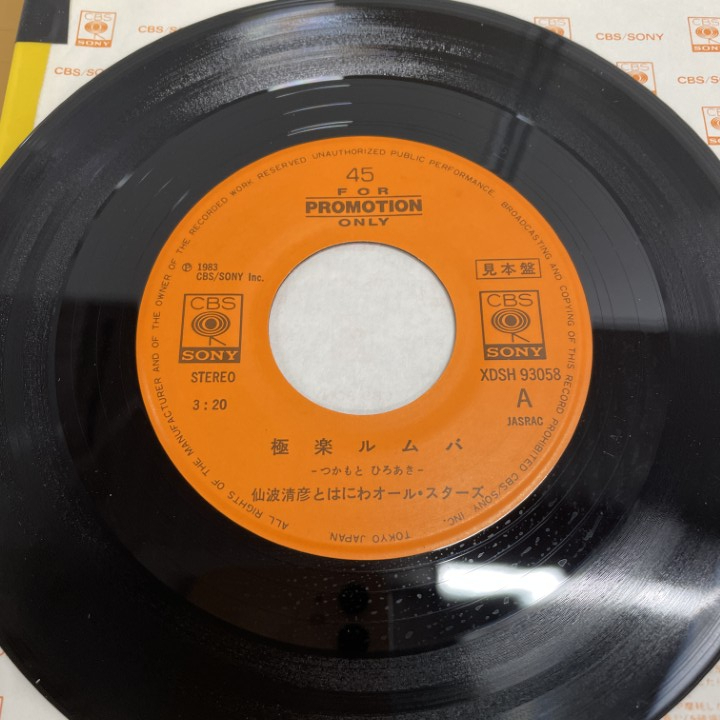 CBS
SONY
CBS/SONY
CBS/SONY
CBS/SONY
ALL RIGHTS OF THE MANUFACTURER AND OF THE OWNER OF THE RECORDED WORK RESERVED. UNAUTHORIZED PUBLIC PERFORMANCE, BROADCASTING AND COPYING OF THIS RECORD PROHIBITED CBS/SONY INC. TOKYO JAPAN
45
FOR
PROMOTION
ONLY
Ⓟ 1983
CBS/SONY Inc.
見本盤
CBS
SONY
CBS
SONY
STEREO
XDSH 93058
3:20
A
JASRAC
極楽ルムバ
-つかもと ひろあき-
仙波清彦とはにわオール・スターズ